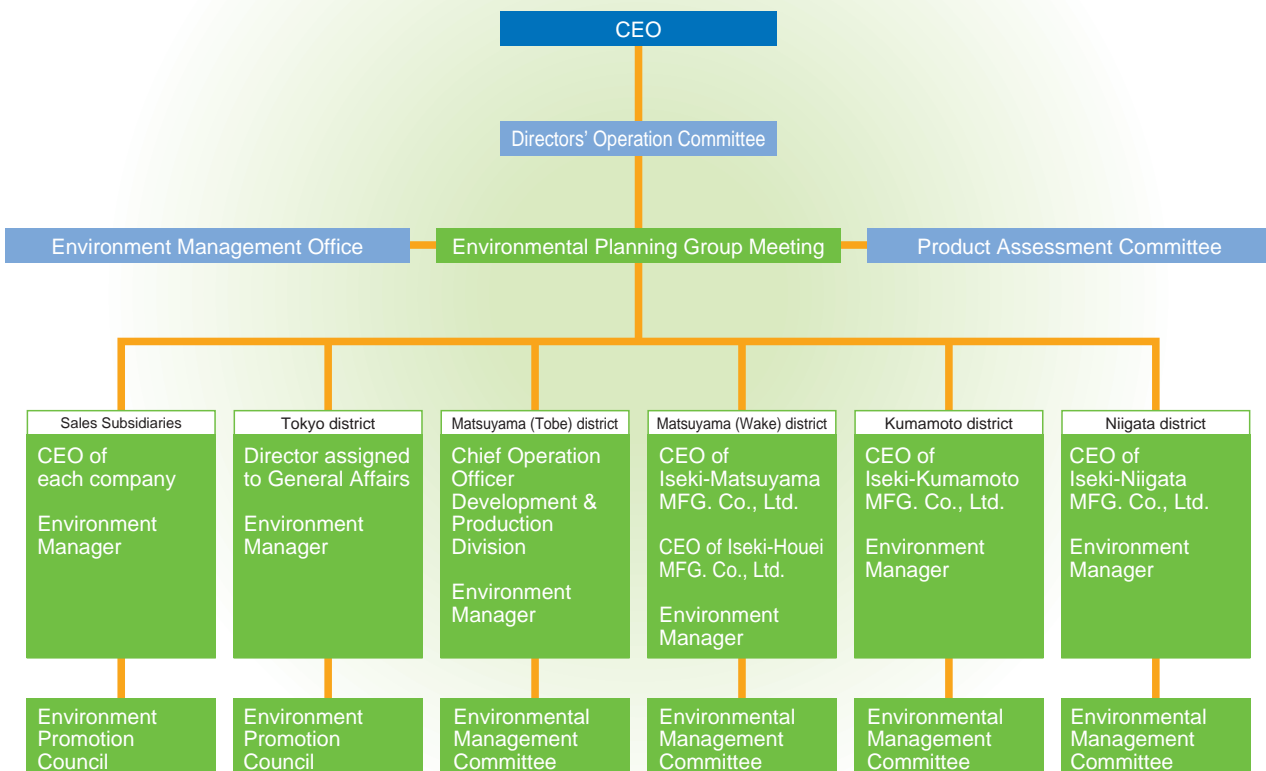 CEO
Directors’ Operation Committee
Environment Management Office
Environmental Planning Group Meeting
Product Assessment Committee
Sales Subsidiaries
CEO of
each company
Environment
Manager
Tokyo district
Director assigned
to General Affairs
Environment
Manager
Matsuyama (Tobe) district
Chief Operation
Officer
Development &
Production
Division
Environment
Manager
Matsuyama (Wake) district
CEO of
Iseki-Matsuyama
MFG. Co., Ltd.
CEO of Iseki-Houei
MFG. Co., Ltd.
Environment
Manager
Kumamoto district
CEO of
Iseki-Kumamoto
MFG. Co., Ltd.
Environment
Manager
Niigata district
CEO of
Iseki-Niigata
MFG. Co., Ltd.
Environment
Manager
Environment
Promotion
Council
Environment
Promotion
Council
Environmental
Management
Committee
Environmental
Management
Committee
Environmental
Management
Committee
Environmental
Management
Committee